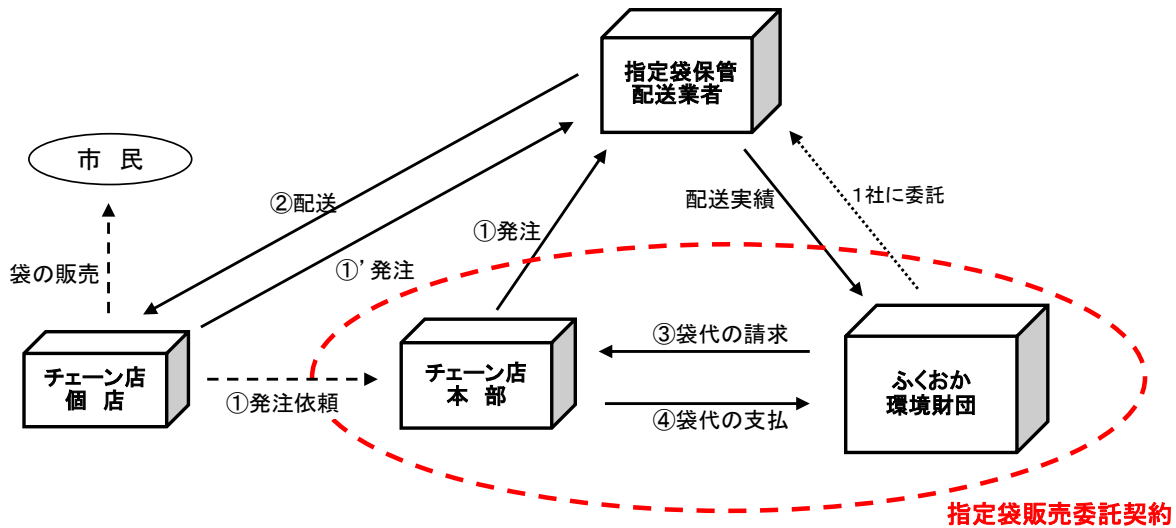 指定袋保管
配送業者
市 民
②配送
配送実績
1社に委託
①発注
①’発注
袋の販売
③袋代の請求
チェーン店
個 店
チェーン店
本 部
ふくおか
環境財団
①発注依頼
④袋代の支払
指定袋販売委託契約